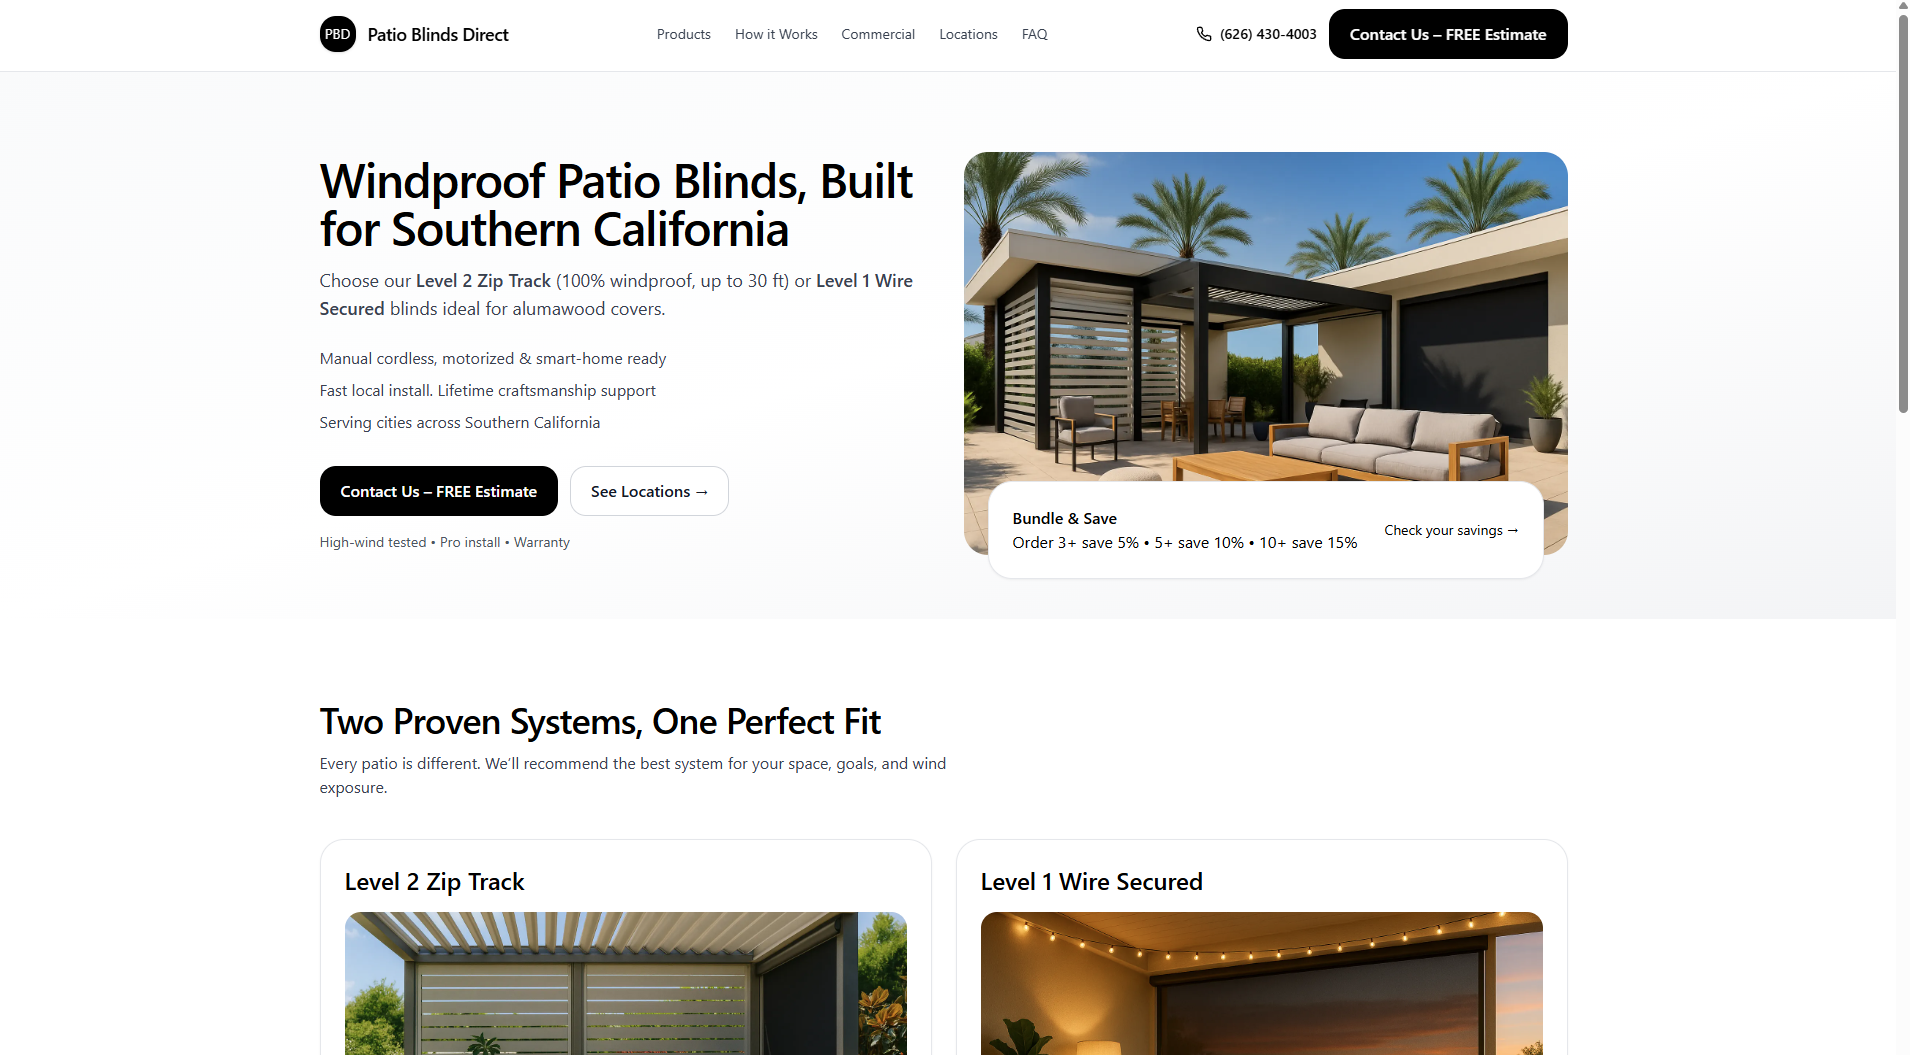 PBD
Patio Blinds Direct
Products
How it Works
Commercial
Locations
FAQ
(626) 430-4003
Contact Us – FREE Estimate
Windproof Patio Blinds, Built
for Southern California
Choose our Level 2 Zip Track (100% windproof, up to 30 ft) or Level 1 Wire
Secured blinds ideal for alumawood covers.
Manual cordless, motorized & smart-home ready
Fast local install. Lifetime craftsmanship support
Serving cities across Southern California
Contact Us – FREE Estimate
See Locations →
High-wind tested • Pro install • Warranty
Bundle & Save
Order 3+ save 5% • 5+ save 10% • 10+ save 15%
Check your savings →
Two Proven Systems, One Perfect Fit
Every patio is different. We’ll recommend the best system for your space, goals, and wind
exposure.
Level 2 Zip Track
Level 1 Wire Secured